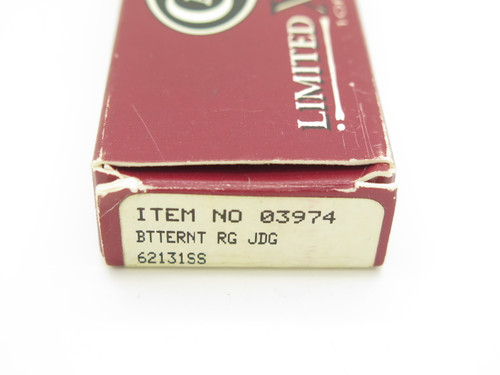 LIMITED
ITEM NO 03974
BTTERNT RG JDG
62131SS